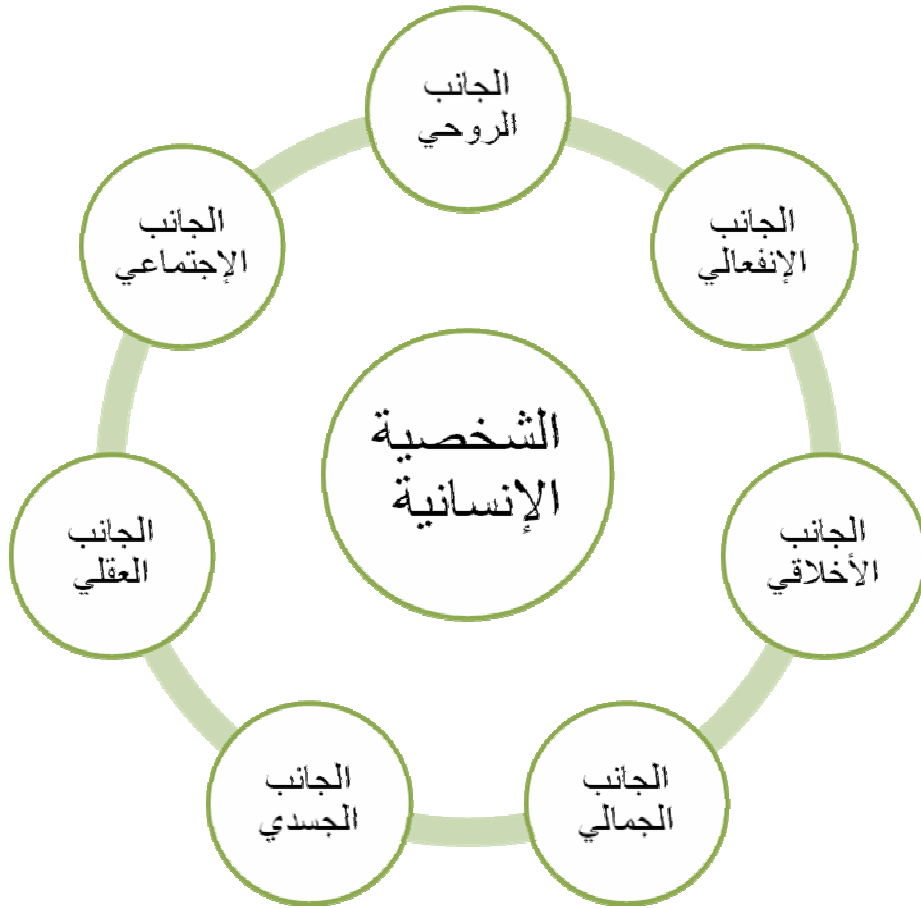 الجانب
الروحي
الجانب
الإنفعالي
الجانب
الأخلاقي
الجانب
الجمالي
الجانب
الجسدي
الجانب
العقلي
الجانب
الإجتماعي
الشخصية
الإنسانية